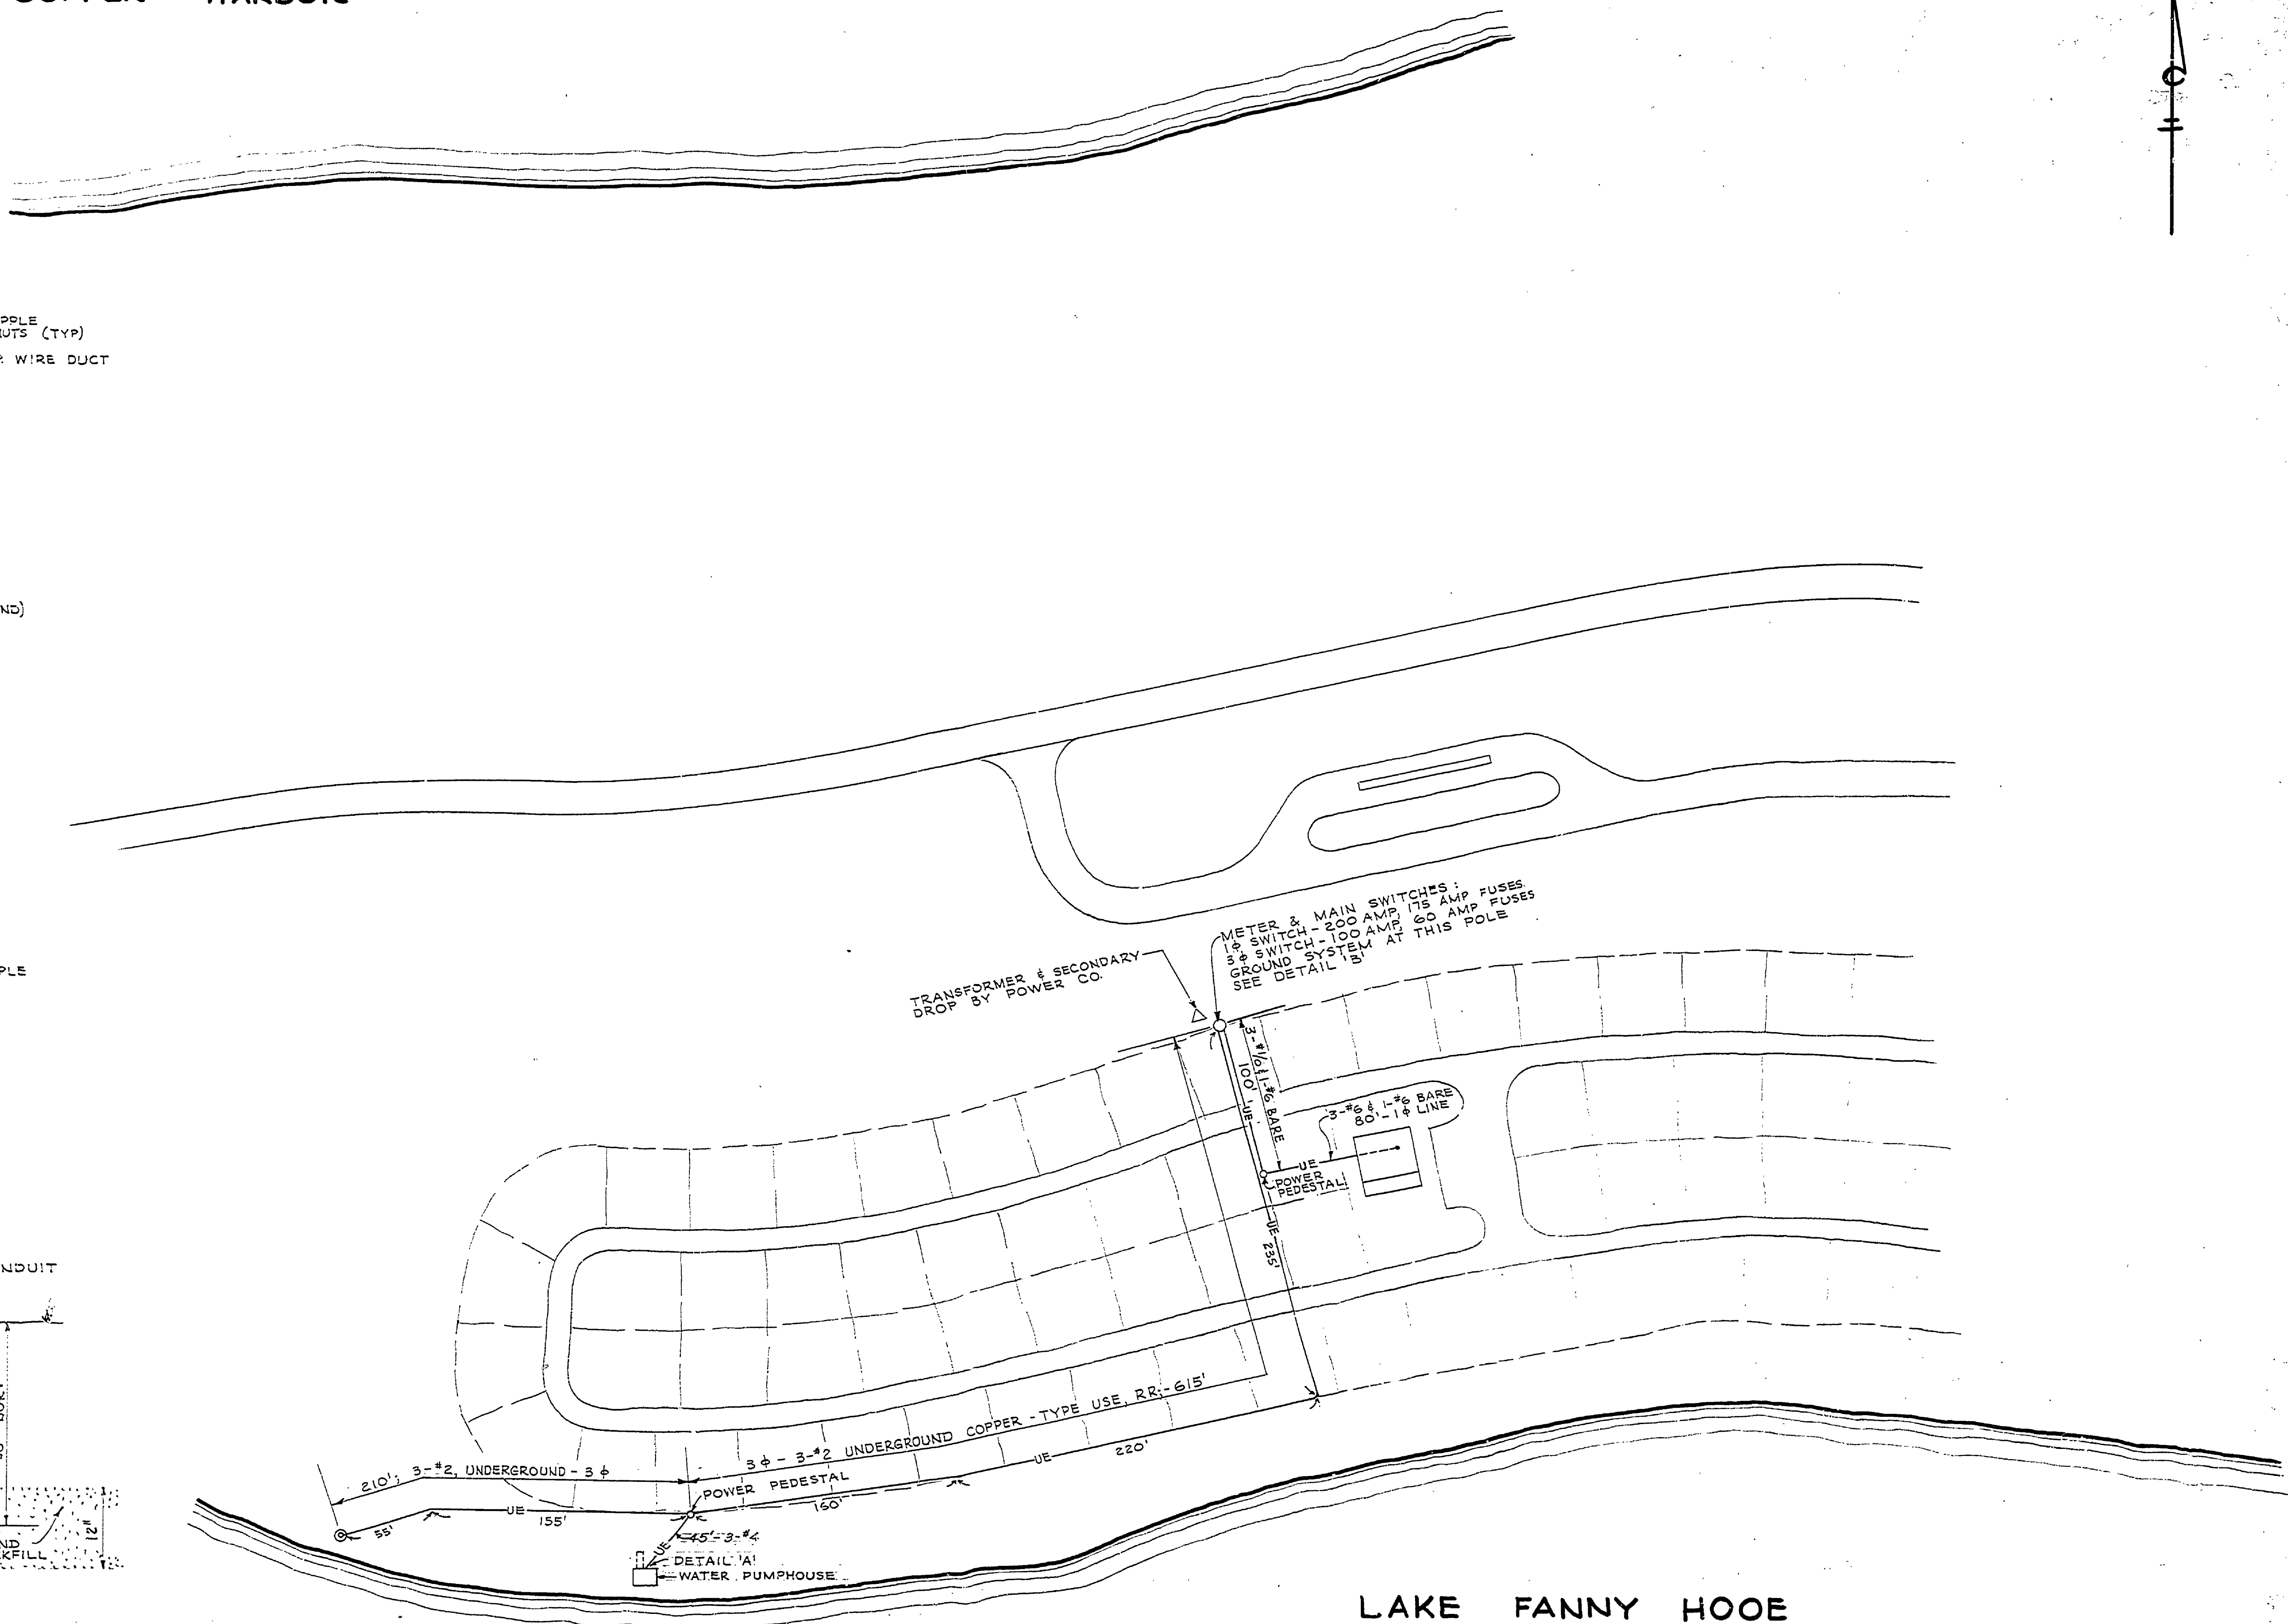 COPPER HARBOR
PPLE
NUTS (TYP)
WIRE DUCT
ND)
PLE
NDUIT
12"
ND
KFILL
METER & MAIN SWITCHES:
1ϕ SWITCH - 200 AMP, 175 AMP FUSES.
3ϕ SWITCH - 100 AMP, 60 AMP FUSES
GROUND SYSTEM AT THIS POLE
SEE DETAIL 'B'
TRANSFORMER & SECONDARY
DROP BY POWER CO.
3-#1/0 & 1-#6 BARE
100'
UE
3-#6 & 1-#6 BARE
80'-1ϕ LINE
UE
POWER
PEDESTAL
UE
235'
3ϕ - 3-#2 UNDERGROUND COPPER - TYPE USE, RR - 615'
210'; 3-#2, UNDERGROUND - 3ϕ
POWER PEDESTAL
UE
220'
150'
UE
155'
55'
45'-3-#4
UE
DETAIL 'A'
WATER PUMPHOUSE
LAKE FANNY HOOE